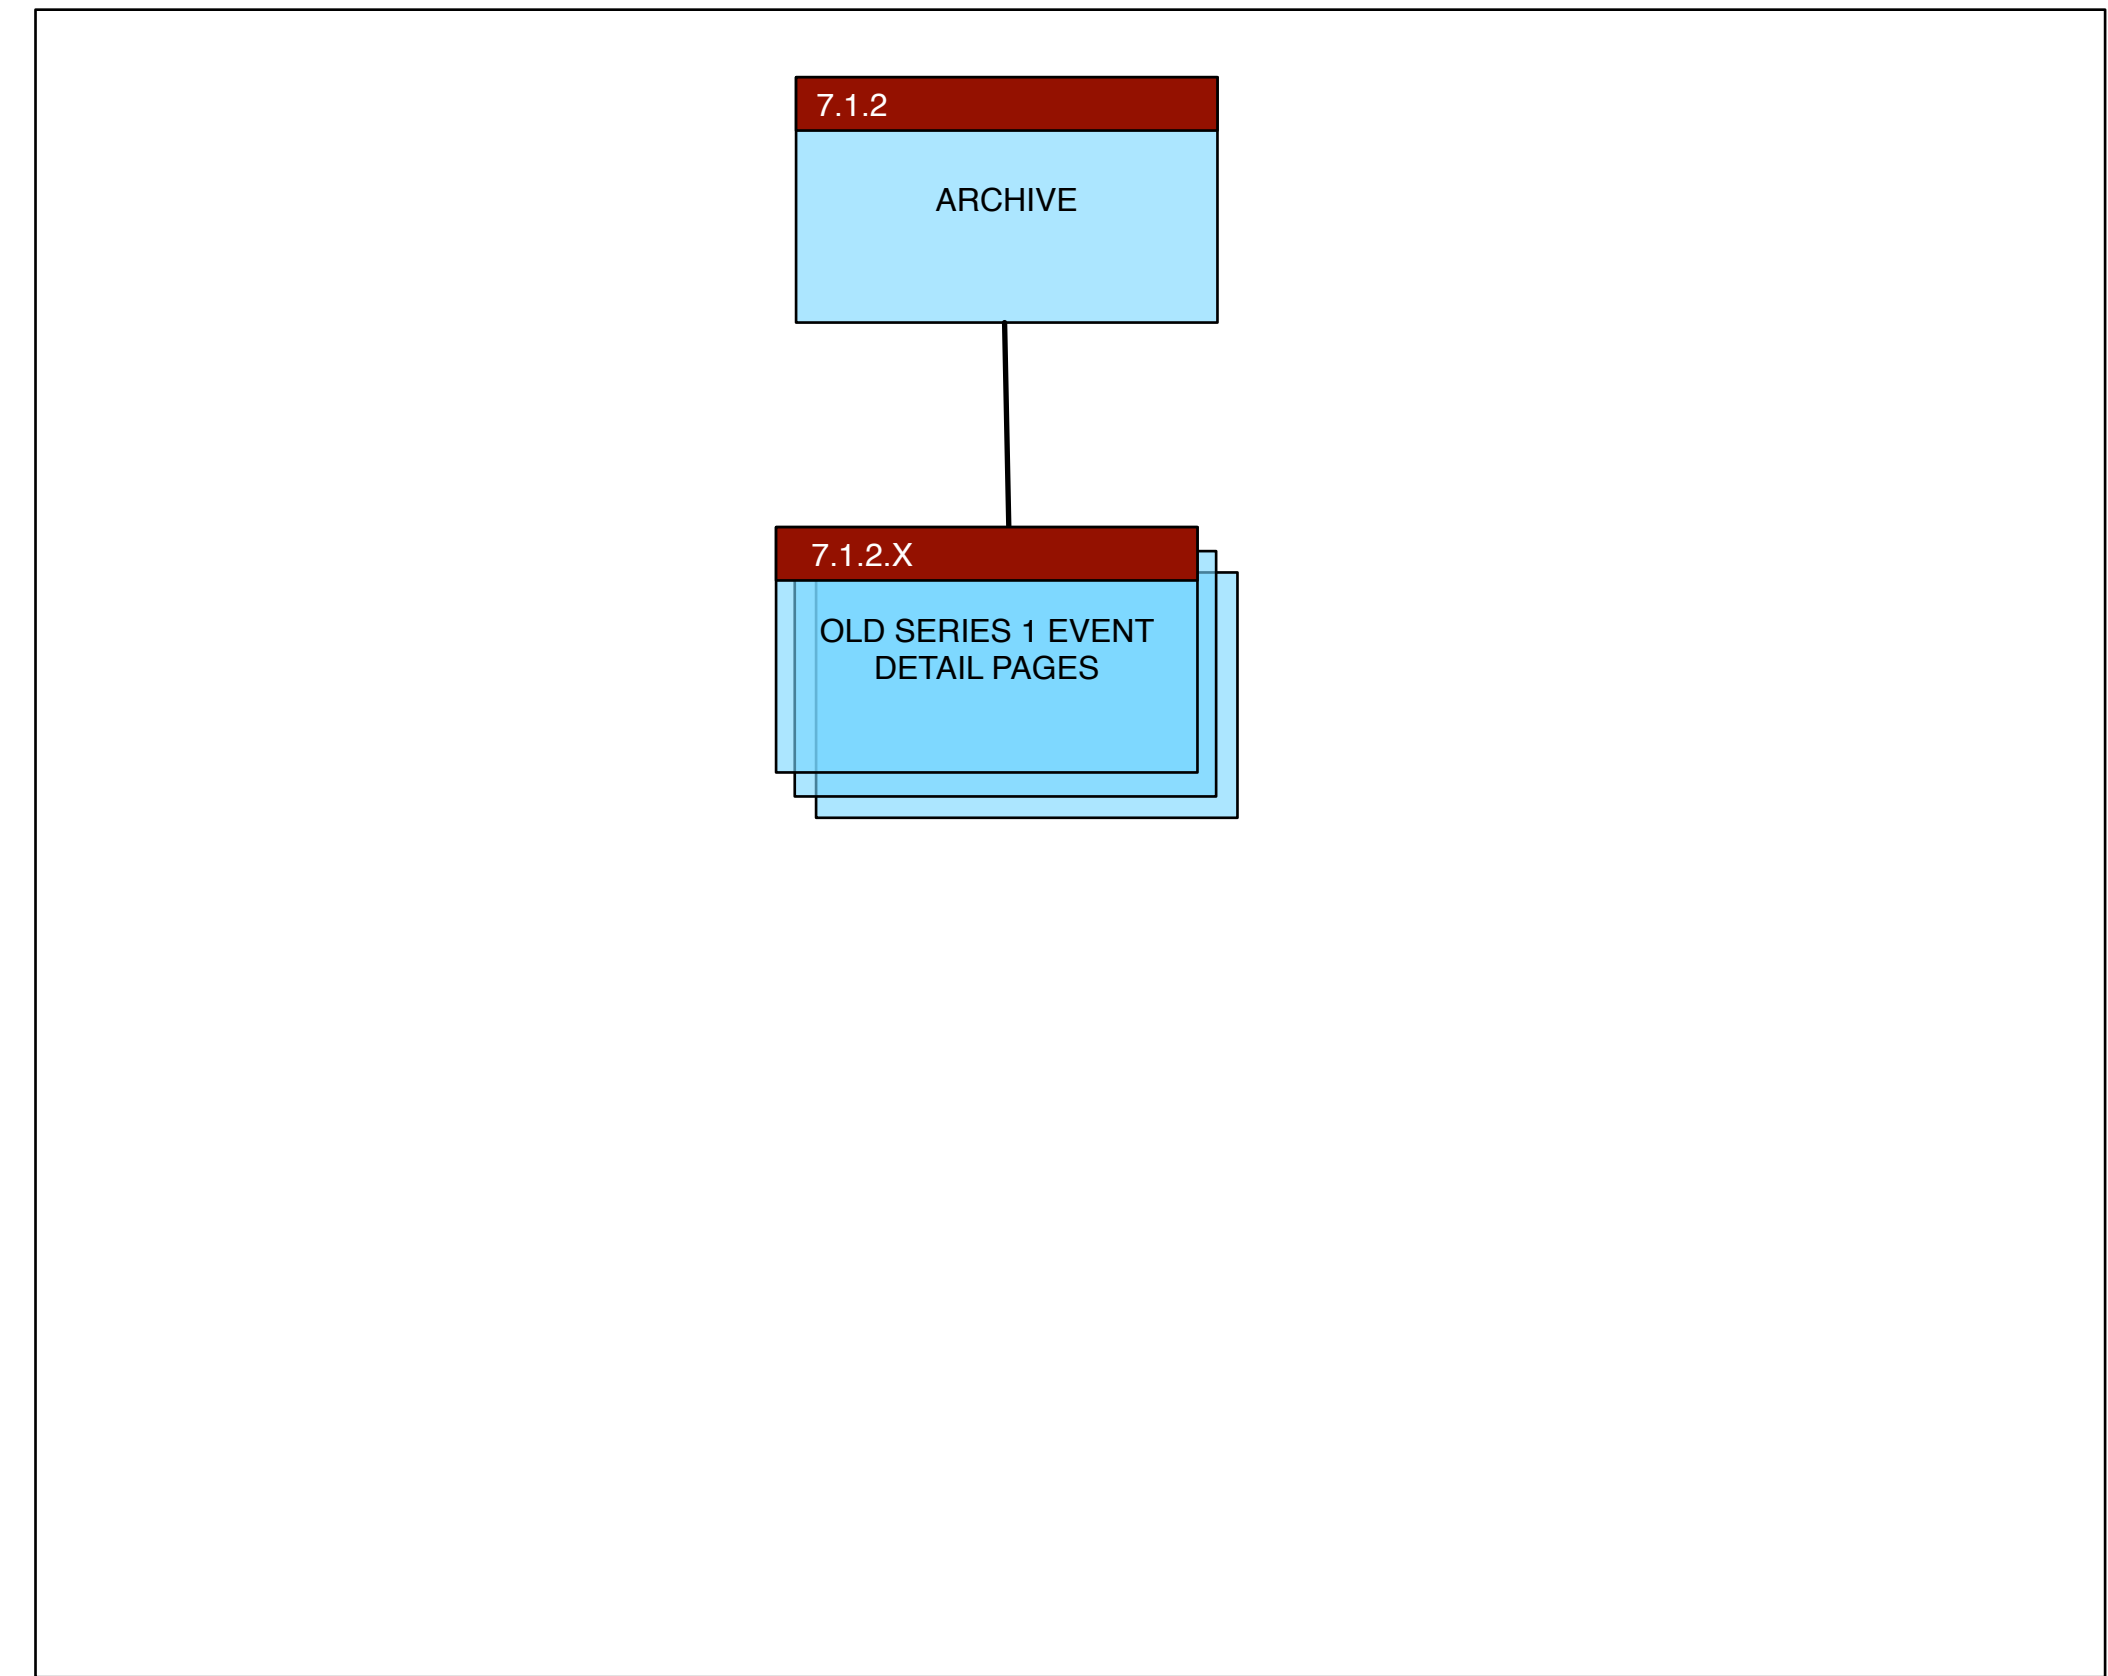 7.1.2
ARCHIVE
7.1.2.X
OLD SERIES 1 EVENT
DETAIL PAGES